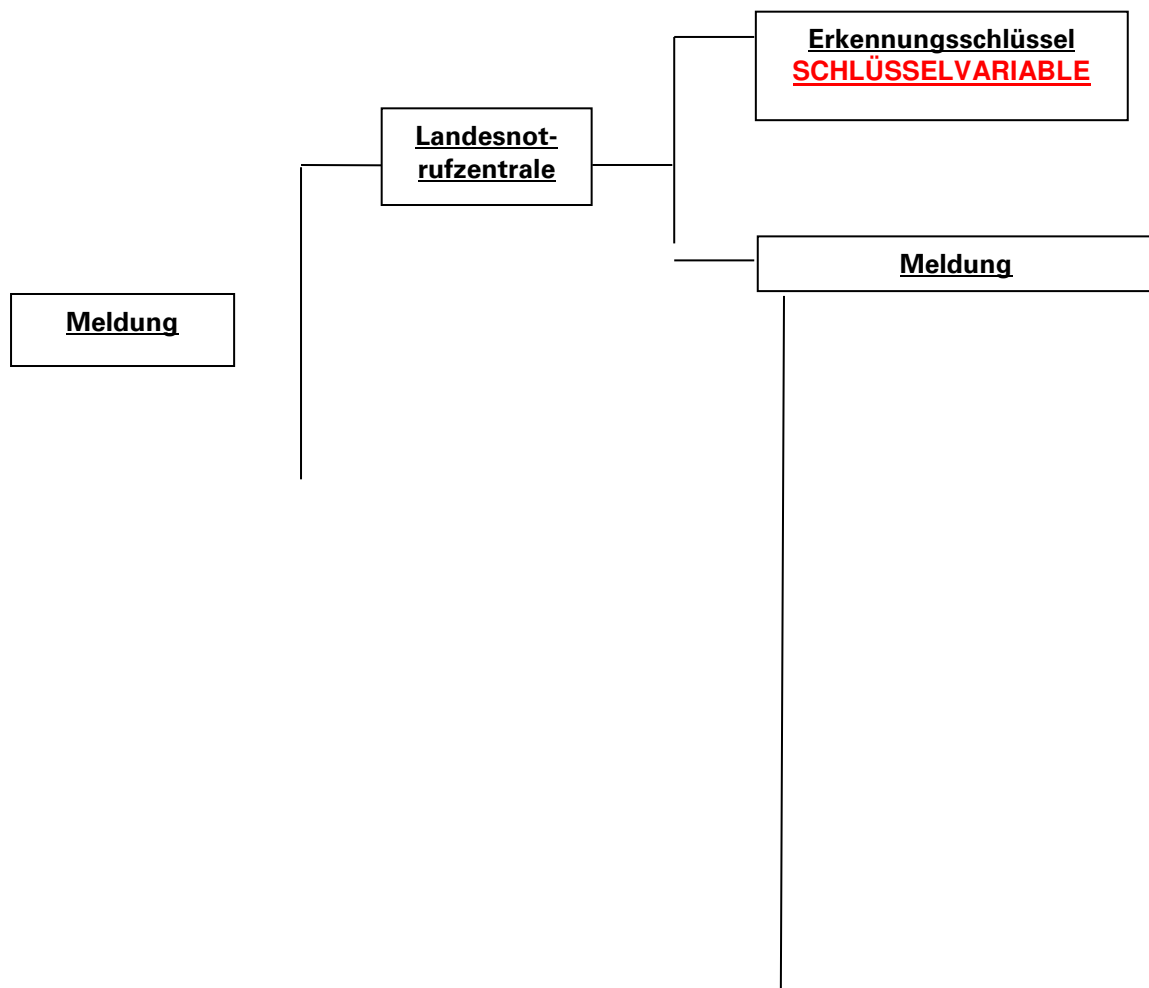 Erkennungsschlüssel
SCHLÜSSELVARIABLE
Landesnot-
rufzentrale
Meldung
Meldung